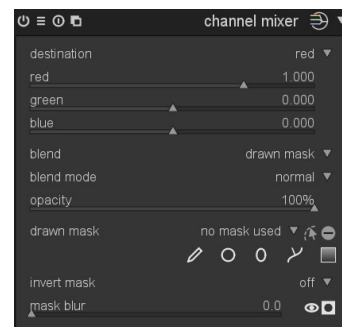 channel mixer
destination red
red 1.000
green 0.000
blue 0.000
blend drawn mask
blend mode normal
opacity 100%
drawn mask no mask used
invert mask off
mask blur 0.0